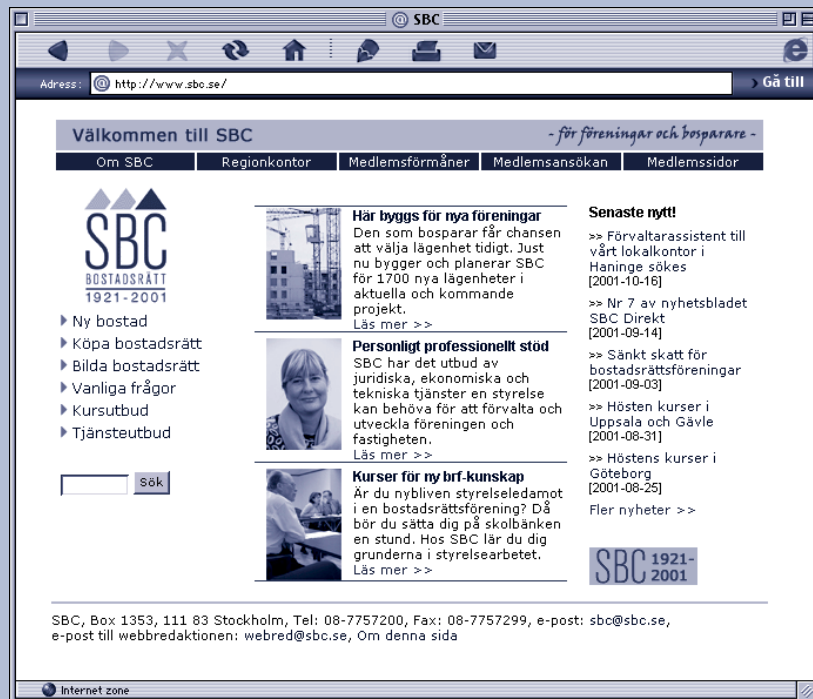 SBC
Adress: http://www.sbc.se/ Gå till
Välkommen till SBC
- för föreningar och bosparare -
Om SBC
Regionkontor
Medlemsförmåner
Medlemsansökan
Medlemssidor
SBC
BOSTADSRÄTT
1921-2001
Ny bostad
Köpa bostadsrätt
Bilda bostadsrätt
Vanliga frågor
Kursutbud
Tjänsteutbud
Sök
Här byggs för nya föreningar
Den som bosparar får chansen
att välja lägenhet tidigt. Just
nu bygger och planerar SBC
för 1700 nya lägenheter i
aktuella och kommande
projekt.
Läs mer >>
Personligt professionellt stöd
SBC har det utbud av
juridiska, ekonomiska och
tekniska tjänster en styrelse
kan behöva för att förvalta och
utveckla föreningen och
fastigheten.
Läs mer >>
Kurser för ny brf-kunskap
Är du nybliven styrelseledamot
i en bostadsrättsförening? Då
bör du sätta dig på skolbänken
en stund. Hos SBC lär du dig
grunderna i styrelsearbetet.
Läs mer >>
Senaste nytt!
>> Förvaltarassistent till
vårt lokalkontor i
Haninge sökes
[2001-10-16]
>> Nr 7 av nyhetsbladet
SBC Direkt
[2001-09-14]
>> Sänkt skatt för
bostadsrättsföreningar
[2001-09-03]
>> Hösten kurser i
Uppsala och Gävle
[2001-08-31]
>> Höstens kurser i
Göteborg
[2001-08-25]
Fler nyheter >>
SBC 1921-
2001
SBC, Box 1353, 111 83 Stockholm, Tel: 08-7757200, Fax: 08-7757299, e-post: sbc@sbc.se,
e-post till webbredaktionen: webred@sbc.se, Om denna sida
Internet zone